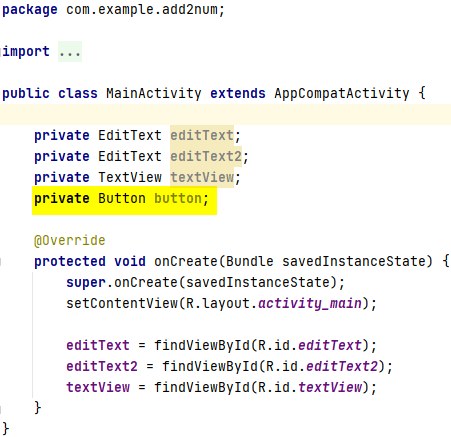 package com.example.add2num;
import ...
public class MainActivity extends AppCompatActivity {
private EditText editText;
private EditText editText2;
private TextView textView;
private Button button;
@Override
protected void onCreate(Bundle savedInstanceState) {
super.onCreate(savedInstanceState);
setContentView(R.layout.activity_main);
editText = findViewById(R.id.editText);
editText2 = findViewById(R.id.editText2);
textView = findViewById(R.id.textView);
}
}